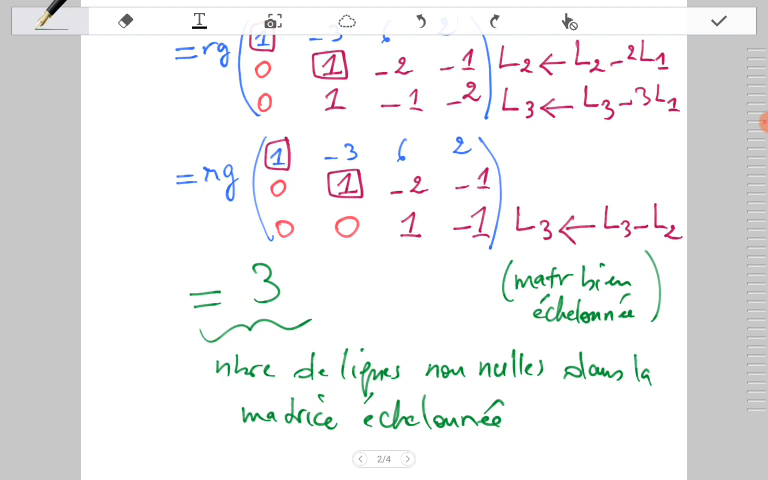 = rg ( 1 -3 6 2 )
0 1 -2 -1 L2 ← L2 - 2L1
0 1 -1 -2 L3 ← L3 - 3L1
= rg ( 1 -3 6 2 )
0 1 -2 -1
0 0 1 -1 L3 ← L3 - L2
= 3 (matr bien
échelonnée)
nbre de lignes non nulles dans la
matrice échelonnée
2/4